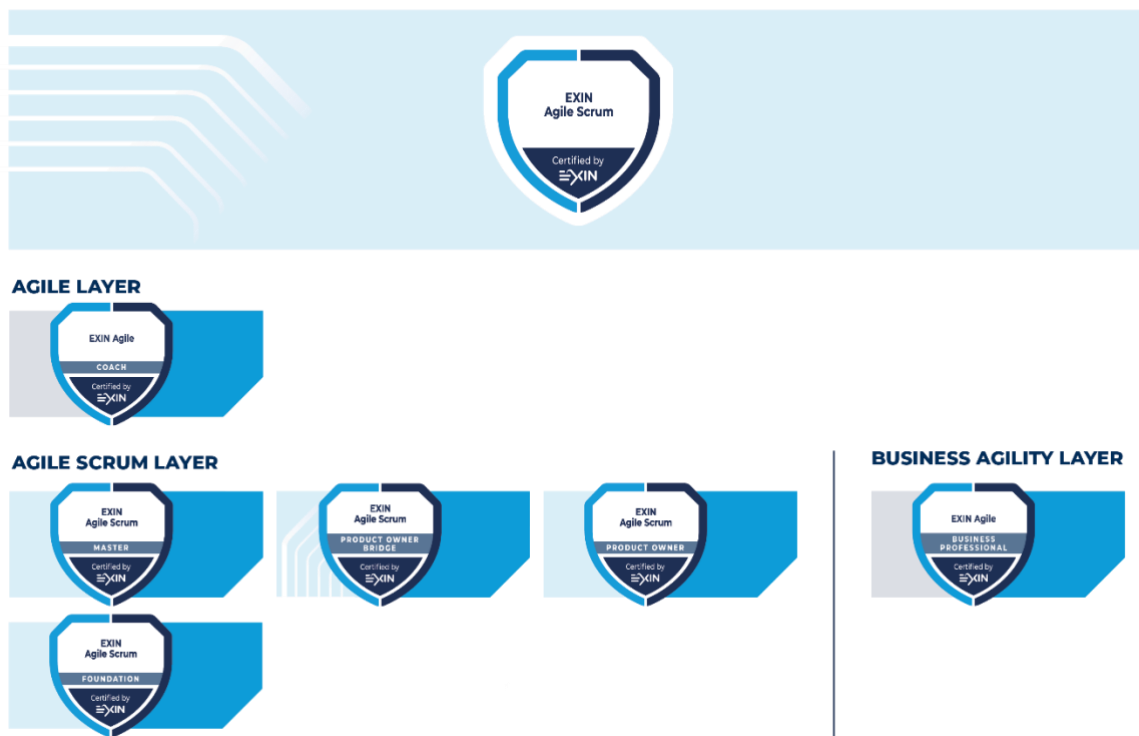 EXIN
Agile Scrum
Certified by
EXIN
AGILE LAYER
EXIN Agile
COACH
Certified by
EXIN
AGILE SCRUM LAYER
EXIN
Agile Scrum
MASTER
Certified by
EXIN
EXIN
Agile Scrum
PRODUCT OWNER
BRIDGE
Certified by
EXIN
EXIN
Agile Scrum
PRODUCT OWNER
Certified by
EXIN
BUSINESS AGILITY LAYER
EXIN Agile
BUSINESS
PROFESSIONAL
Certified by
EXIN
EXIN
Agile Scrum
FOUNDATION
Certified by
EXIN